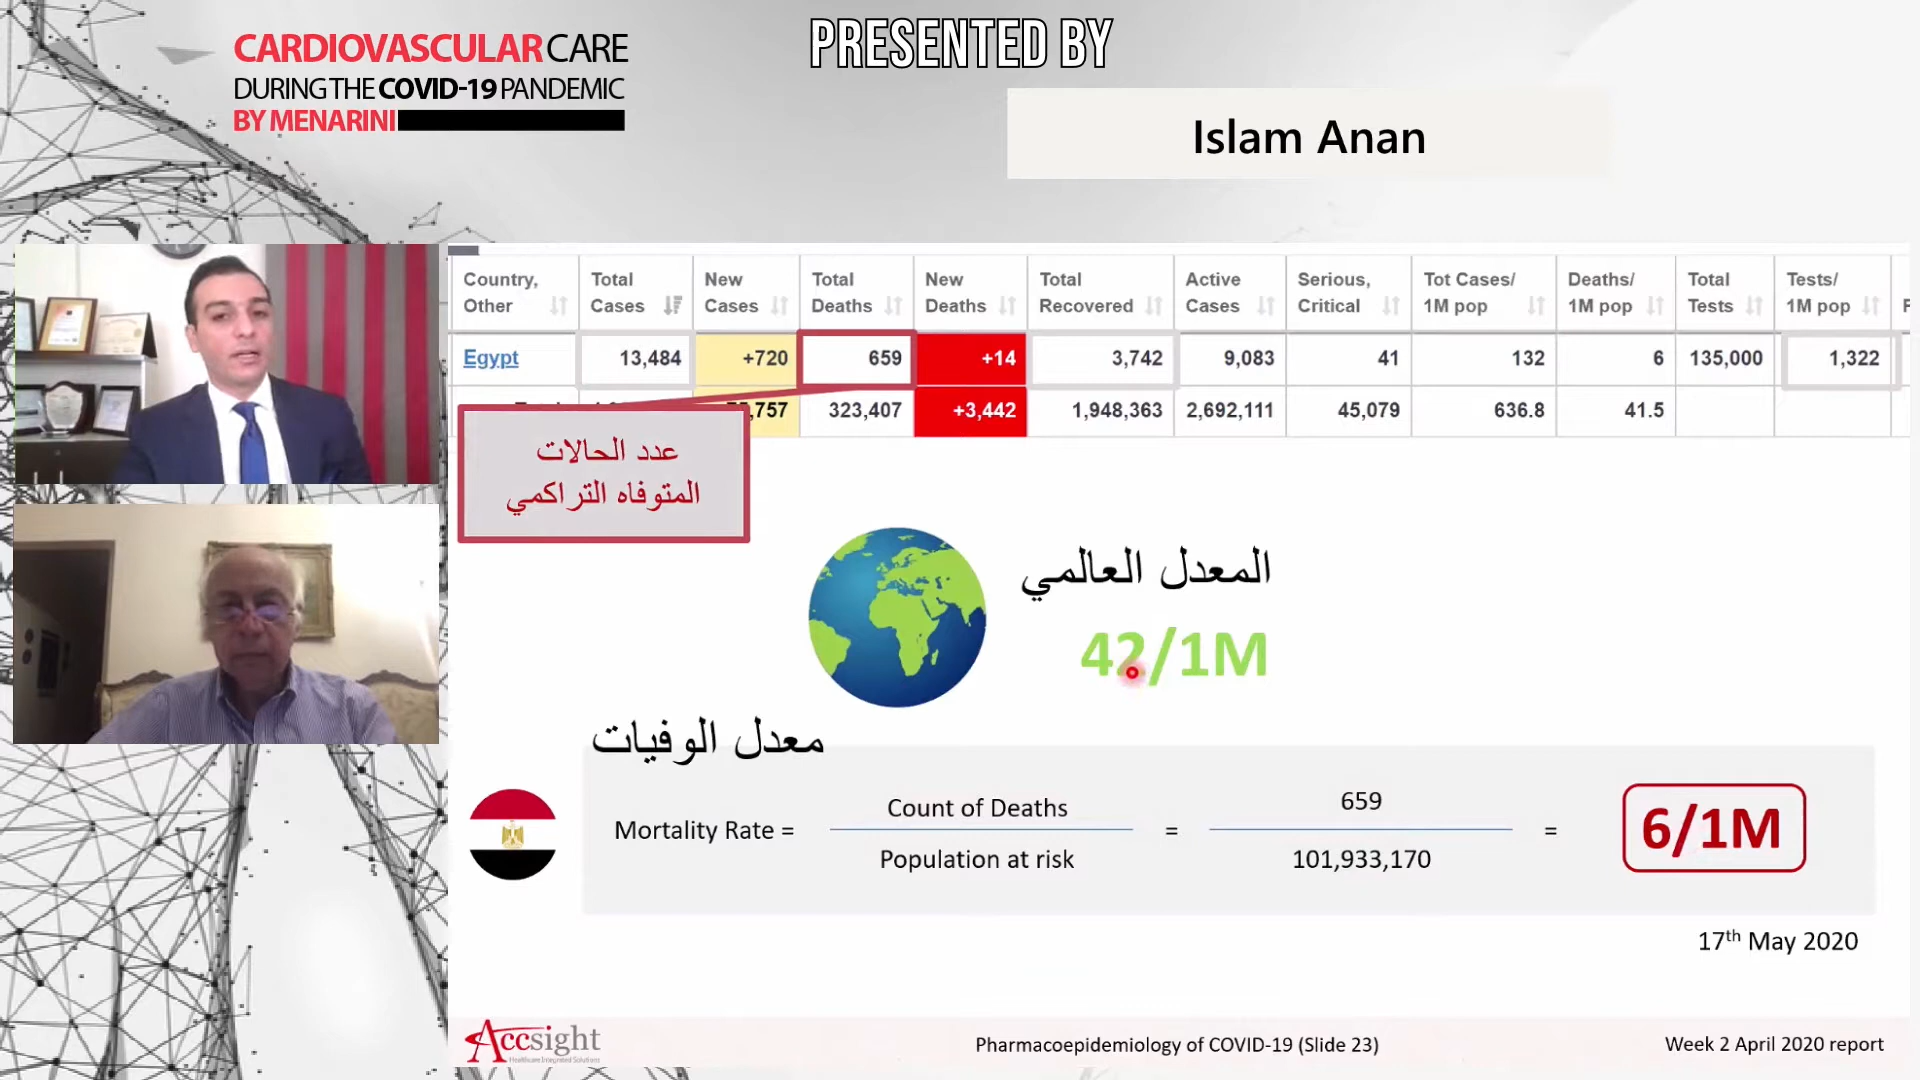 CARDIOVASCULAR CARE
DURING THE COVID-19 PANDEMIC
BY MENARINI
PRESENTED BY
Islam Anan
Country, Other Total Cases New Cases Total Deaths New Deaths Total Recovered Active Cases Serious, Critical Tot Cases/ 1M pop Deaths/ 1M pop Total Tests Tests/ 1M pop
Egypt 13,484 +720 659 +14 3,742 9,083 41 132 6 135,000 1,322
323,407 +3,442 1,948,363 2,692,111 45,079 636.8 41.5
عدد الحالات
المتوفاه التراكمي
المعدل العالمي
42/1M
معدل الوفيات
Mortality Rate = Count of Deaths / Population at risk = 659 / 101,933,170 = 6/1M
17th May 2020
Accsight
Healthcare Integrated Solutions
Pharmacoepidemiology of COVID-19 (Slide 23)
Week 2 April 2020 report